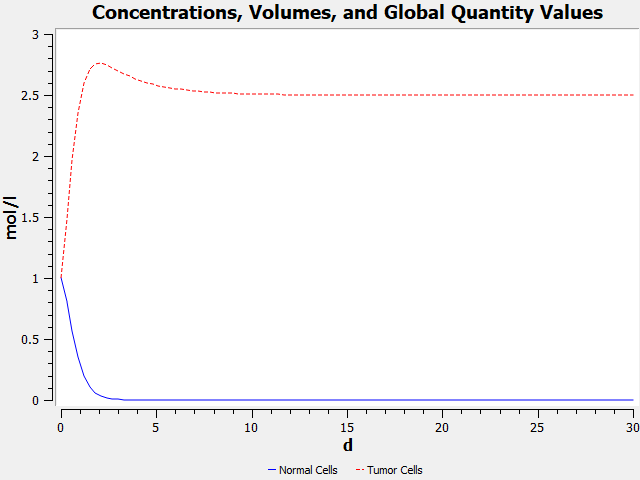 Concentrations, Volumes, and Global Quantity Values
3
2.5
2
1.5
1
0.5
0
mol/l
0 5 10 15 20 25 30
d
Normal Cells Tumor Cells